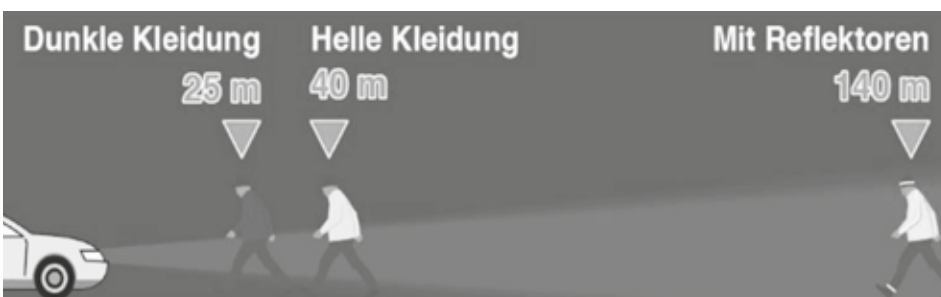 Dunkle Kleidung
25 m
Helle Kleidung
40 m
Mit Reflektoren
140 m